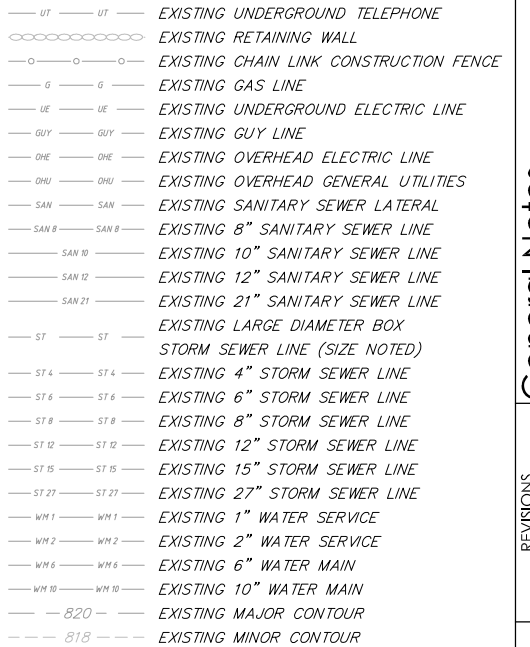 UT UT EXISTING UNDERGROUND TELEPHONE
EXISTING RETAINING WALL
EXISTING CHAIN LINK CONSTRUCTION FENCE
G G EXISTING GAS LINE
UE UE EXISTING UNDERGROUND ELECTRIC LINE
GUY GUY EXISTING GUY LINE
OHE OHE EXISTING OVERHEAD ELECTRIC LINE
OHU OHU EXISTING OVERHEAD GENERAL UTILITIES
SAN SAN EXISTING SANITARY SEWER LATERAL
SAN 8 SAN 8 EXISTING 8" SANITARY SEWER LINE
SAN 10 EXISTING 10" SANITARY SEWER LINE
SAN 12 EXISTING 12" SANITARY SEWER LINE
SAN 21 EXISTING 21" SANITARY SEWER LINE
ST ST EXISTING LARGE DIAMETER BOX
STORM SEWER LINE (SIZE NOTED)
ST 4 ST 4 EXISTING 4" STORM SEWER LINE
ST 6 ST 6 EXISTING 6" STORM SEWER LINE
ST 8 ST 8 EXISTING 8" STORM SEWER LINE
ST 12 ST 12 EXISTING 12" STORM SEWER LINE
ST 15 ST 15 EXISTING 15" STORM SEWER LINE
ST 27 ST 27 EXISTING 27" STORM SEWER LINE
WM 1 WM 1 EXISTING 1" WATER SERVICE
WM 2 WM 2 EXISTING 2" WATER SERVICE
WM 6 WM 6 EXISTING 6" WATER MAIN
WM 10 WM 10 EXISTING 10" WATER MAIN
820 EXISTING MAJOR CONTOUR
818 EXISTING MINOR CONTOUR
REVISIONS